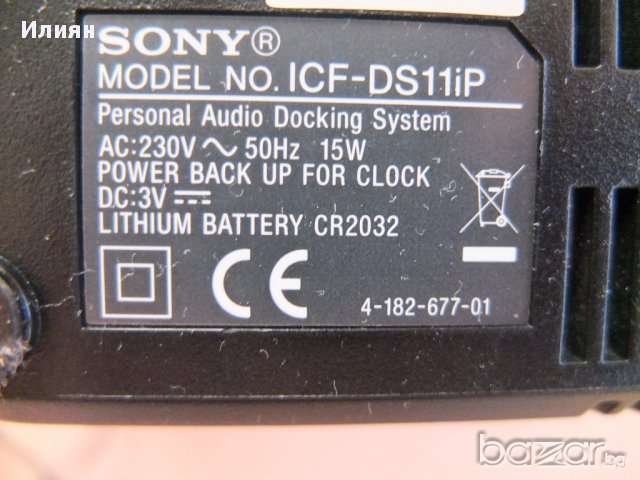 Илиян
SONY®
MODEL NO. ICF-DS11iP
Personal Audio Docking System
AC:230V ～ 50Hz 15W
POWER BACK UP FOR CLOCK
DC:3V ⎓
LITHIUM BATTERY CR2032
CE
4-182-677-01
bazar.bg